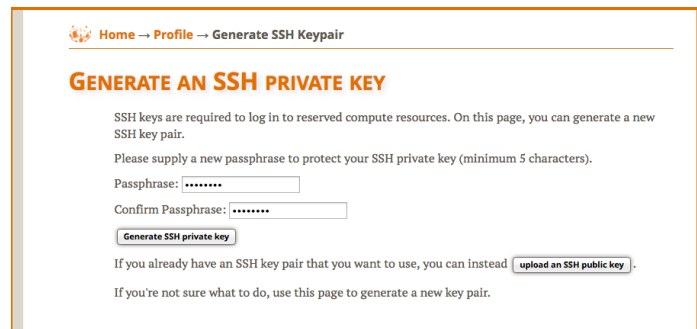 Home → Profile → Generate SSH Keypair
GENERATE AN SSH PRIVATE KEY
SSH keys are required to log in to reserved compute resources. On this page, you can generate a new
SSH key pair.
Please supply a new passphrase to protect your SSH private key (minimum 5 characters).
Passphrase: ••••••••
Confirm Passphrase: ••••••••
Generate SSH private key
If you already have an SSH key pair that you want to use, you can instead upload an SSH public key .
If you're not sure what to do, use this page to generate a new key pair.